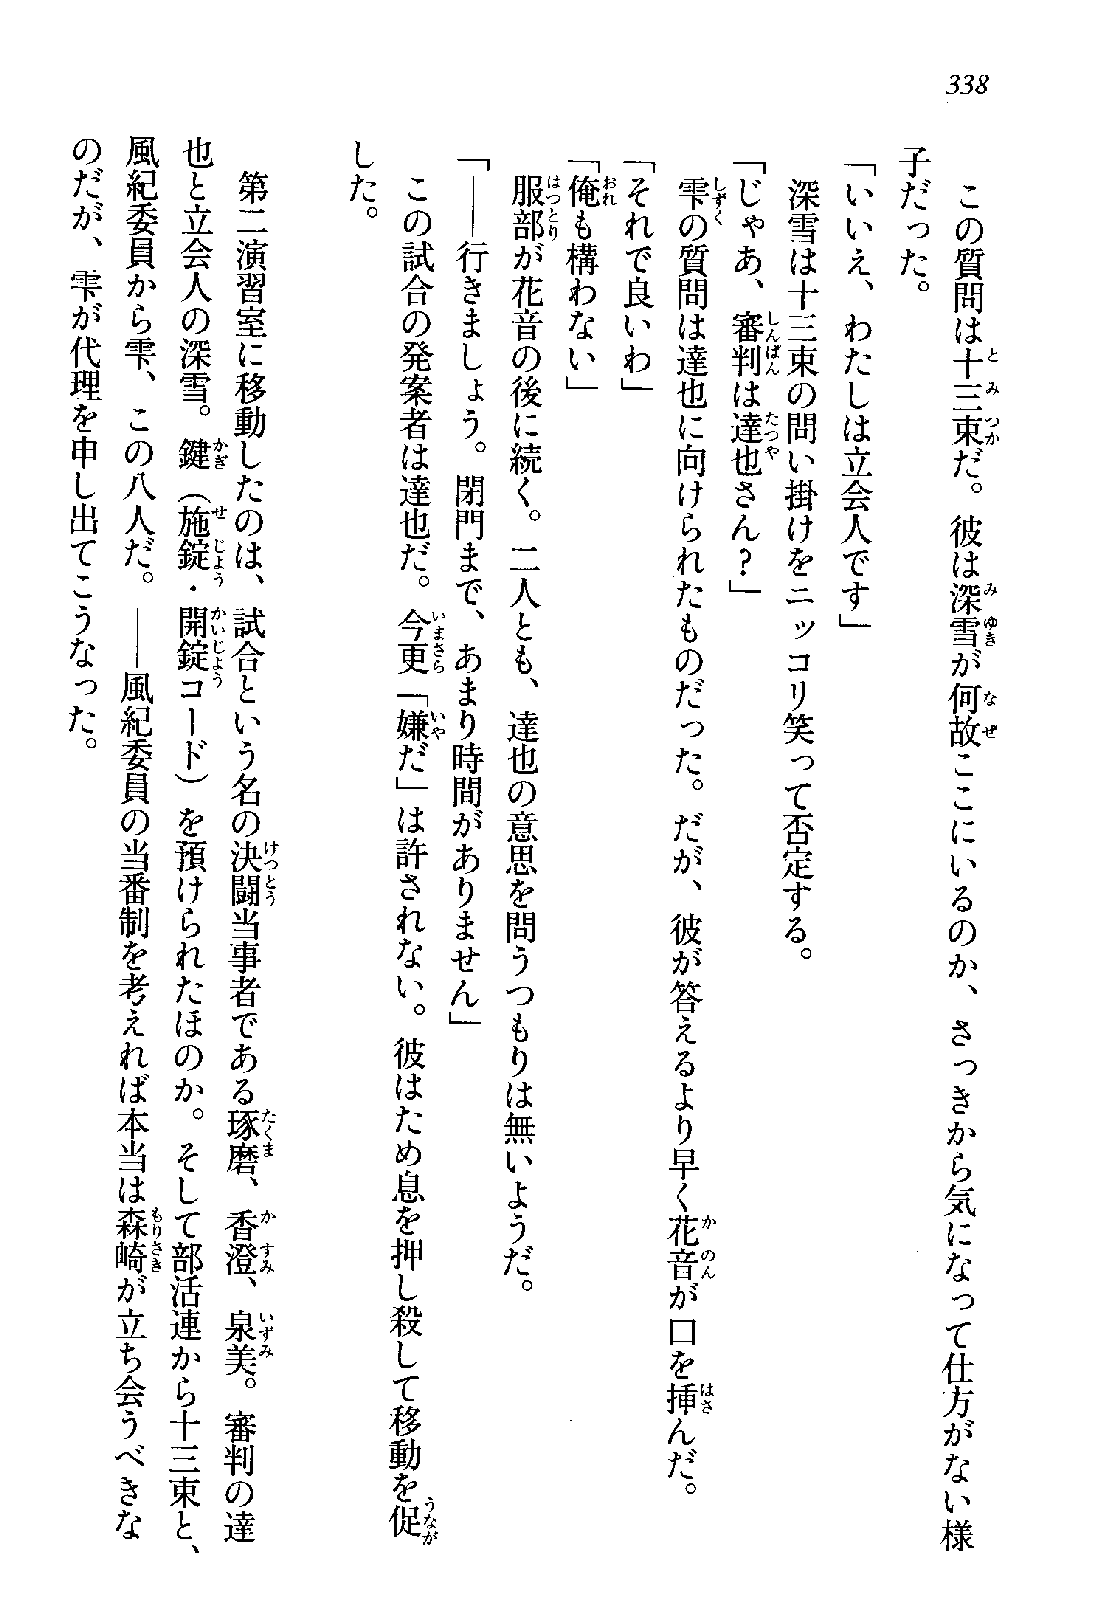 338
この質問は十三束だ。彼は深雪が何故ここにいるのか、さっきから気になって仕方がない様
子だった。
「いいえ、わたしは立会人です」
深雪は十三束の問い掛けをニッコリ笑って否定する。
「じゃあ、審判は達也さん？」
雫の質問は達也に向けられたものだった。だが、彼が答えるより早く花音が口を挿んだ。
「それで良いわ」
「俺も構わない」
服部が花音の後に続く。二人とも、達也の意思を問うつもりは無いようだ。
「――行きましょう。閉門まで、あまり時間がありません」
この試合の発案者は達也だ。今更「嫌だ」は許されない。彼はため息を押し殺して移動を促
した。
第二演習室に移動したのは、試合という名の決闘当事者である琢磨、香澄、泉美。審判の達
也と立会人の深雪。鍵（施錠・開錠コード）を預けられたほのか。そして部活連から十三束と、
風紀委員から雫、この八人だ。――風紀委員の当番制を考えれば本当は森崎が立ち会うべきな
のだが、雫が代理を申し出てこうなった。